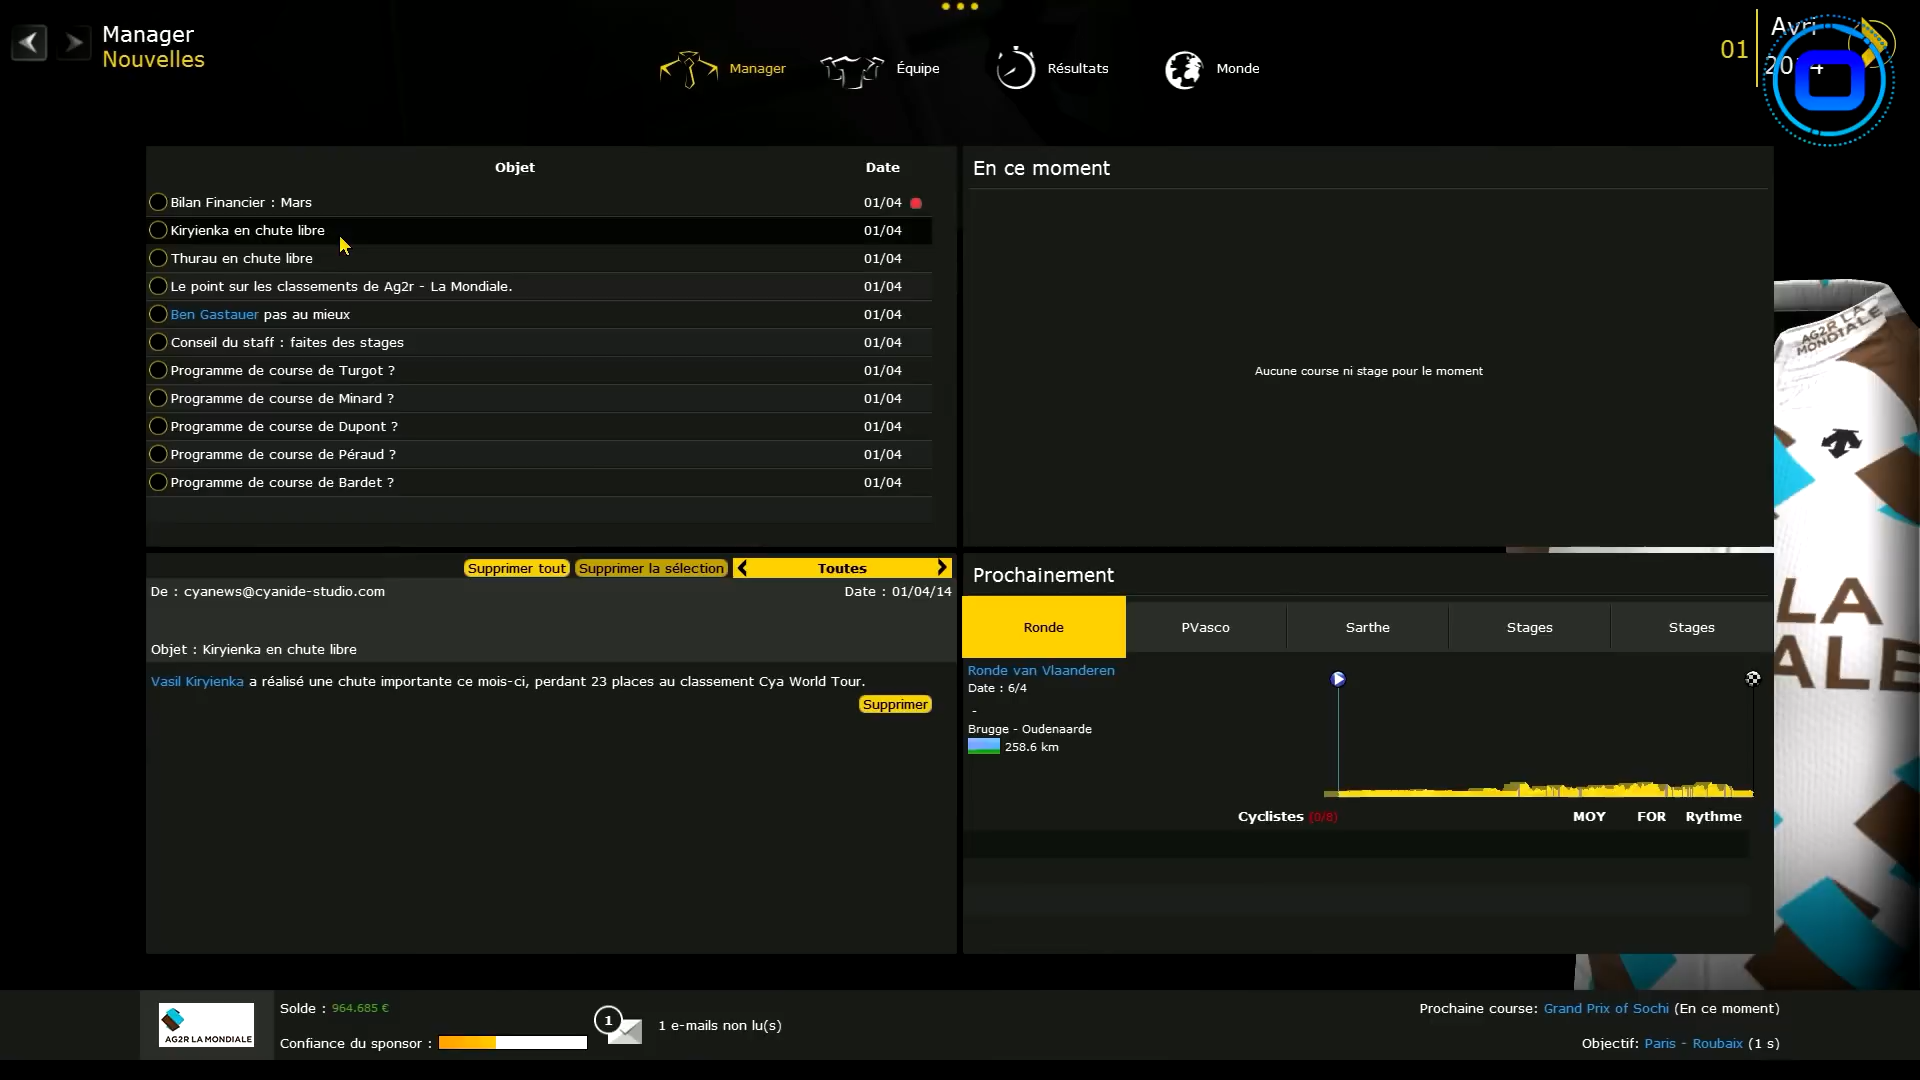 Manager
Nouvelles
Manager
Équipe
Résultats
Monde
01
Objet Date
Bilan Financier : Mars 01/04
Kiryienka en chute libre 01/04
Thurau en chute libre 01/04
Le point sur les classements de Ag2r - La Mondiale. 01/04
Ben Gastauer pas au mieux 01/04
Conseil du staff : faites des stages 01/04
Programme de course de Turgot ? 01/04
Programme de course de Minard ? 01/04
Programme de course de Dupont ? 01/04
Programme de course de Péraud ? 01/04
Programme de course de Bardet ? 01/04
En ce moment
Aucune course ni stage pour le moment
Supprimer tout
Supprimer la sélection
Toutes
De : cyanews@cyanide-studio.com Date : 01/04/14
Objet : Kiryienka en chute libre
Vasil Kiryienka a réalisé une chute importante ce mois-ci, perdant 23 places au classement Cya World Tour.
Supprimer
Prochainement
Ronde PVasco Sarthe Stages Stages
Ronde van Vlaanderen
Date : 6/4
-
Brugge - Oudenaarde
258.6 km
Cyclistes (0/8) MOY FOR Rythme
AG2R LA
MONDIALE
LA
ALE
AG2R LA MONDIALE
Solde : 964.685 €
Confiance du sponsor :
1
1 e-mails non lu(s)
Prochaine course: Grand Prix of Sochi (En ce moment)
Objectif: Paris - Roubaix (1 s)